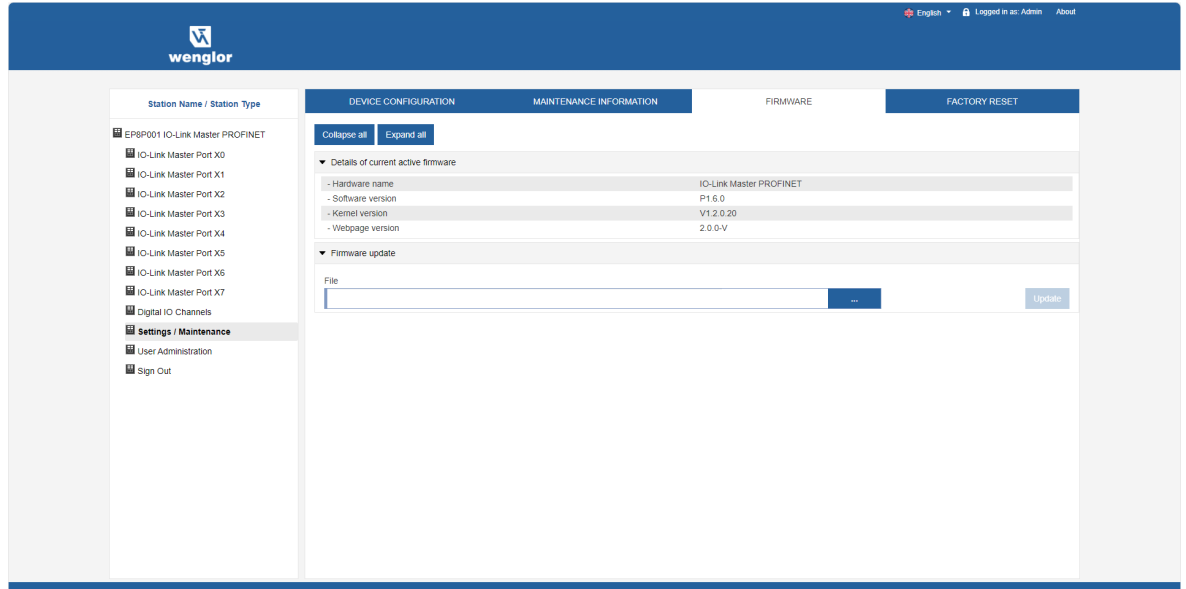 English
Logged in as: Admin
About
wenglor
Station Name / Station Type
EP8P001 IO-Link Master PROFINET
IO-Link Master Port X0
IO-Link Master Port X1
IO-Link Master Port X2
IO-Link Master Port X3
IO-Link Master Port X4
IO-Link Master Port X5
IO-Link Master Port X6
IO-Link Master Port X7
Digital IO Channels
Settings / Maintenance
User Administration
Sign Out
DEVICE CONFIGURATION
MAINTENANCE INFORMATION
FIRMWARE
FACTORY RESET
Collapse all
Expand all
Details of current active firmware
- Hardware name IO-Link Master PROFINET
- Software version P1.6.0
- Kernel version V1.2.0.20
- Webpage version 2.0.0-V
Firmware update
File
...
Update